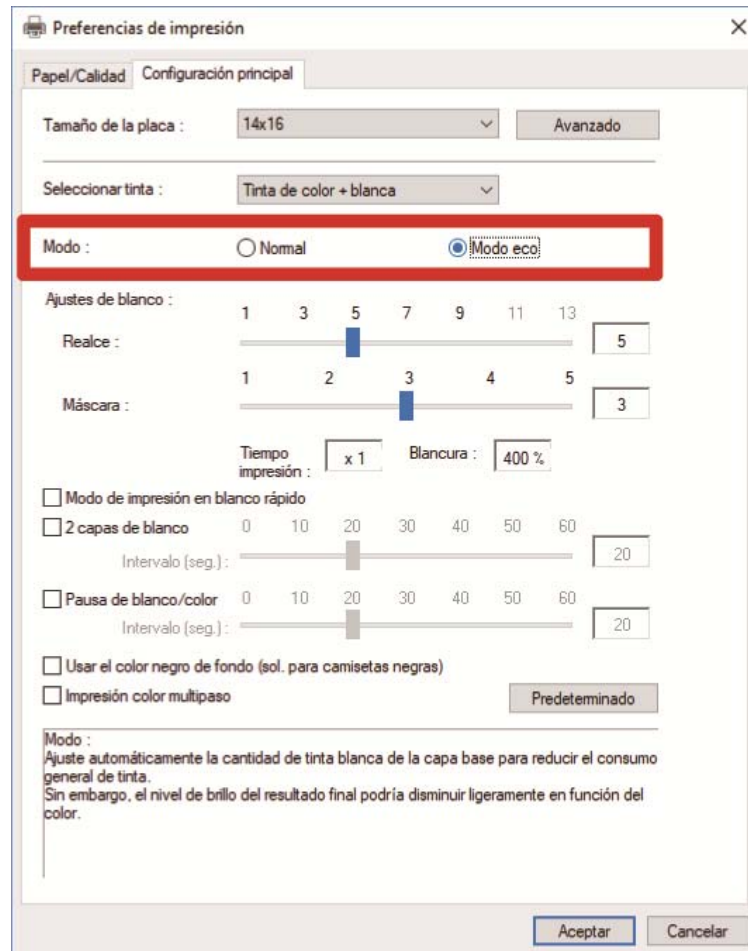 Preferencias de impresión
Papel/Calidad Configuración principal
Tamaño de la placa : 14x16 Avanzado
Seleccionar tinta : Tinta de color + blanca
Modo : Normal Modo eco
Ajustes de blanco :
1 3 5 7 9 11 13
Realce : 5
1 2 3 4 5
Máscara : 3
Tiempo impresión : x 1 Blancura : 400 %
Modo de impresión en blanco rápido
2 capas de blanco 0 10 20 30 40 50 60
Intervalo (seg.) : 20
Pausa de blanco/color 0 10 20 30 40 50 60
Intervalo (seg.) : 20
Usar el color negro de fondo (sol. para camisetas negras)
Impresión color multipaso Predeterminado
Modo :
Ajuste automáticamente la cantidad de tinta blanca de la capa base para reducir el consumo
general de tinta.
Sin embargo, el nivel de brillo del resultado final podría disminuir ligeramente en función del
color.
Aceptar Cancelar